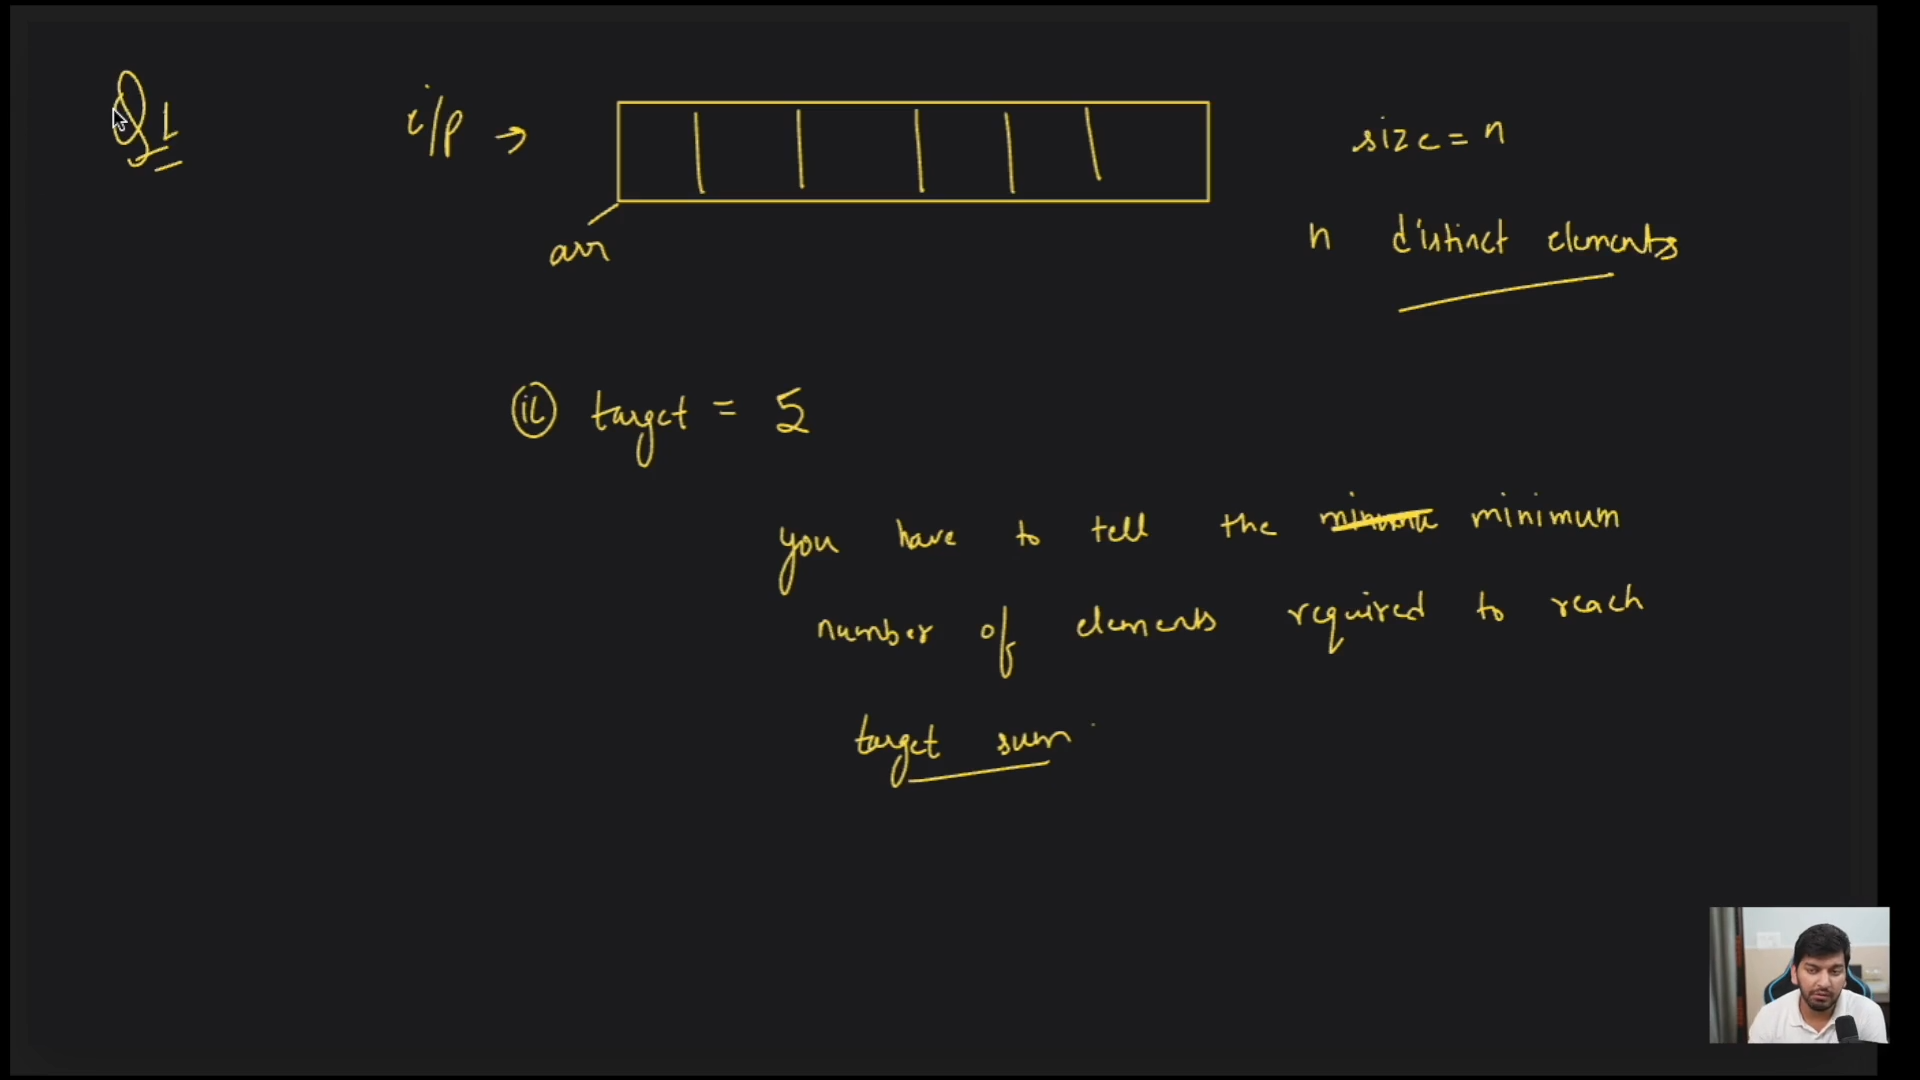 Q1
i/p → size = n
arr
n distinct elements
(ii) target = 5
you have to tell the minimum
number of elements required to reach
target sum